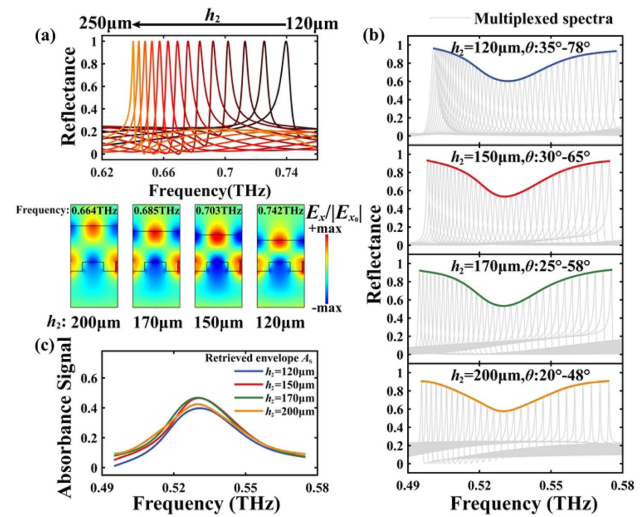 250μm h₂ 120μm
(a)
1
0.8
0.6
0.4
0.2
0
Reflectance
0.62 0.66 0.7 0.74
Frequency(THz)
Frequency: 0.664THz 0.685THz 0.703THz 0.742THz
Eₓ/|Eₓ₀|
+max
-max
h₂: 200μm 170μm 150μm 120μm
(c)
Retrieved envelope Aₛ
h₂=120μm
h₂=150μm
h₂=170μm
h₂=200μm
0.6
0.4
0.2
0
Absorbance Signal
0.49 0.52 0.55 0.58
Frequency (THz)
Multiplexed spectra
(b)
h₂=120μm,θ:35°-78°
1
0.8
0.6
0.4
0.2
0
h₂=150μm,θ:30°-65°
1
0.8
0.6
0.4
0.2
0
h₂=170μm,θ:25°-58°
1
0.8
0.6
0.4
0.2
0
h₂=200μm,θ:20°-48°
1
0.8
0.6
0.4
0.2
0
Reflectance
0.49 0.52 0.55 0.58
Frequency (THz)